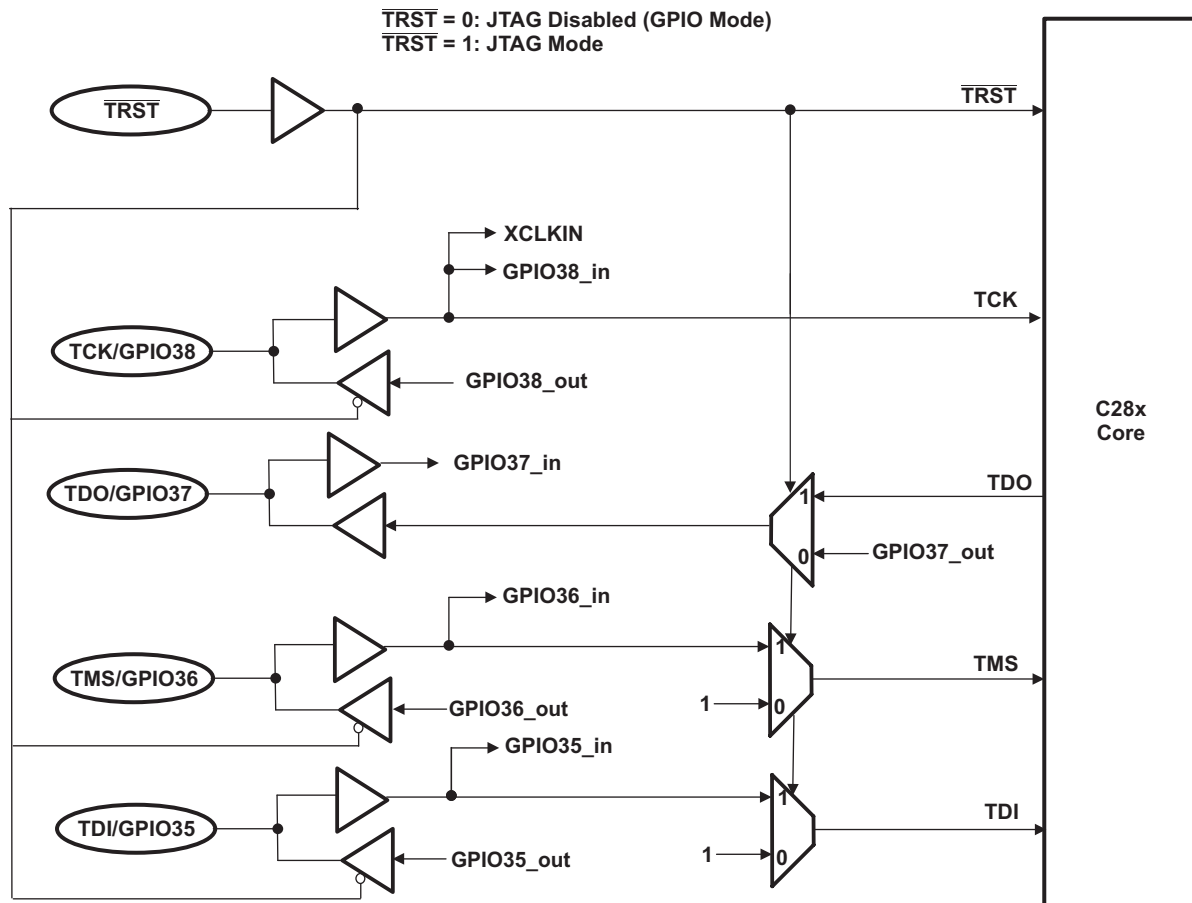 TRST = 0: JTAG Disabled (GPIO Mode)
TRST = 1: JTAG Mode
TRST
TRST
XCLKIN
GPIO38_in
TCK
TCK/GPIO38
GPIO38_out
C28x
Core
GPIO37_in
TDO/GPIO37
1
TDO
0
GPIO37_out
GPIO36_in
1
TMS/GPIO36
TMS
GPIO36_out
1
0
GPIO35_in
1
TDI/GPIO35
TDI
GPIO35_out
1
0